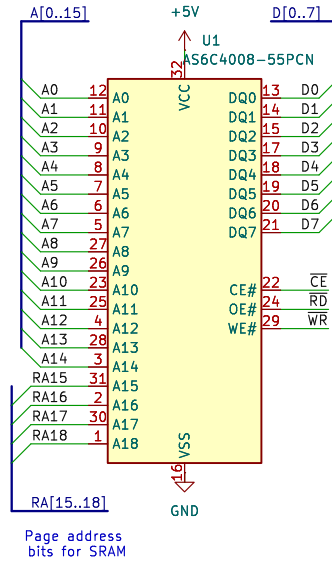 A[0..15]
+5V
D[0..7]
U1
AS6C4008-55PCN
32
VCC
A0 12 A0 DQ0 13 D0
A1 11 A1 DQ1 14 D1
A2 10 A2 DQ2 15 D2
A3 9 A3 DQ3 17 D3
A4 8 A4 DQ4 18 D4
A5 7 A5 DQ5 19 D5
A6 6 A6 DQ6 20 D6
A7 5 A7 DQ7 21 D7
A8 27 A8
A9 26 A9
A10 23 A10 CE# 22 CE
A11 25 A11 OE# 24 RD
A12 4 A12 WE# 29 WR
A13 28 A13
A14 3 A14
RA15 31 A15
RA16 2 A16
RA17 30 A17
RA18 1 A18
VSS
16
RA[15..18]
GND
Page address
bits for SRAM